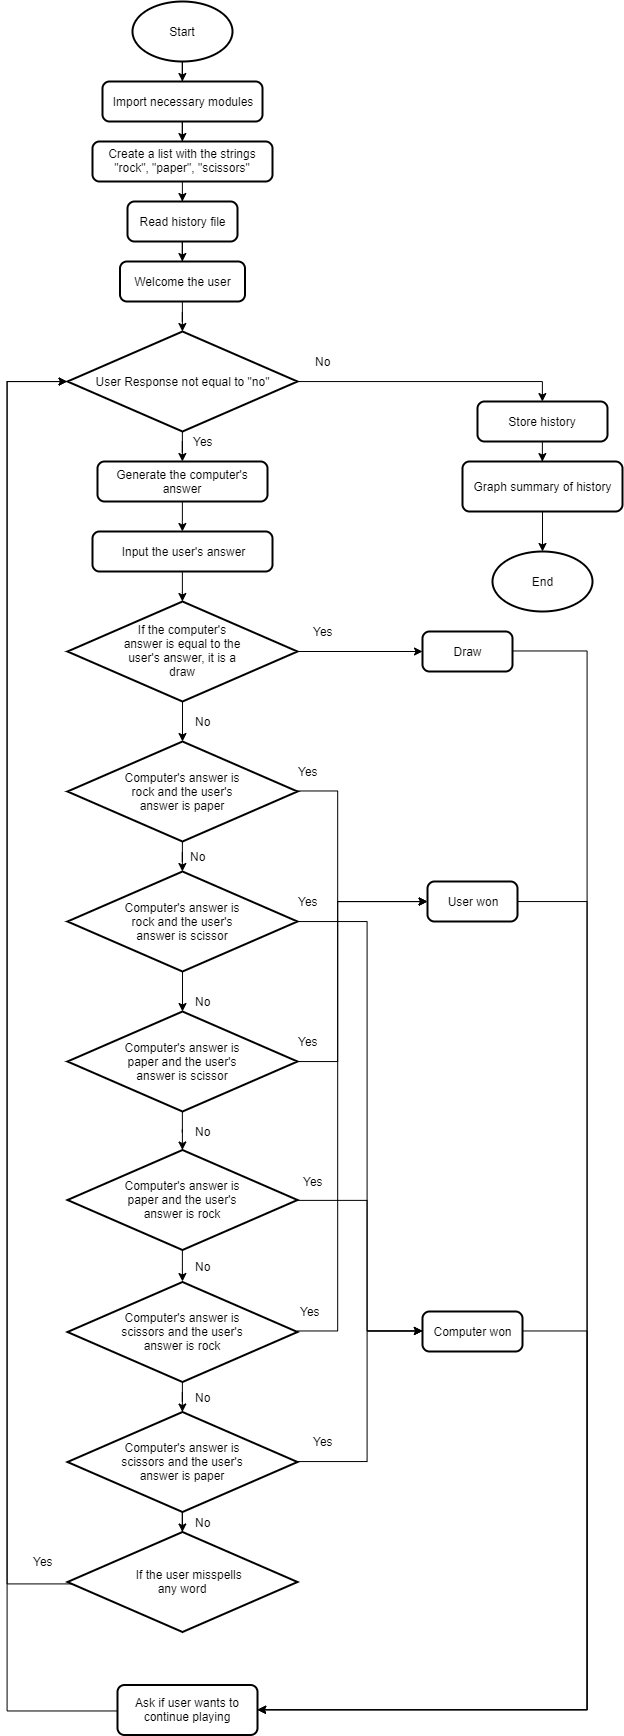 Start
Import necessary modules
Create a list with the strings
"rock", "paper", "scissors"
Read history file
Welcome the user
User Response not equal to "no"
No
Store history
Graph summary of history
End
Yes
Generate the computer's
answer
Input the user's answer
If the computer's
answer is equal to the
user's answer, it is a
draw
Yes
Draw
No
Computer's answer is
rock and the user's
answer is paper
Yes
No
Computer's answer is
rock and the user's
answer is scissor
Yes
User won
No
Computer's answer is
paper and the user's
answer is scissor
Yes
No
Computer's answer is
paper and the user's
answer is rock
Yes
No
Computer's answer is
scissors and the user's
answer is rock
Yes
Computer won
No
Computer's answer is
scissors and the user's
answer is paper
Yes
No
If the user misspells
any word
Yes
Ask if user wants to
continue playing